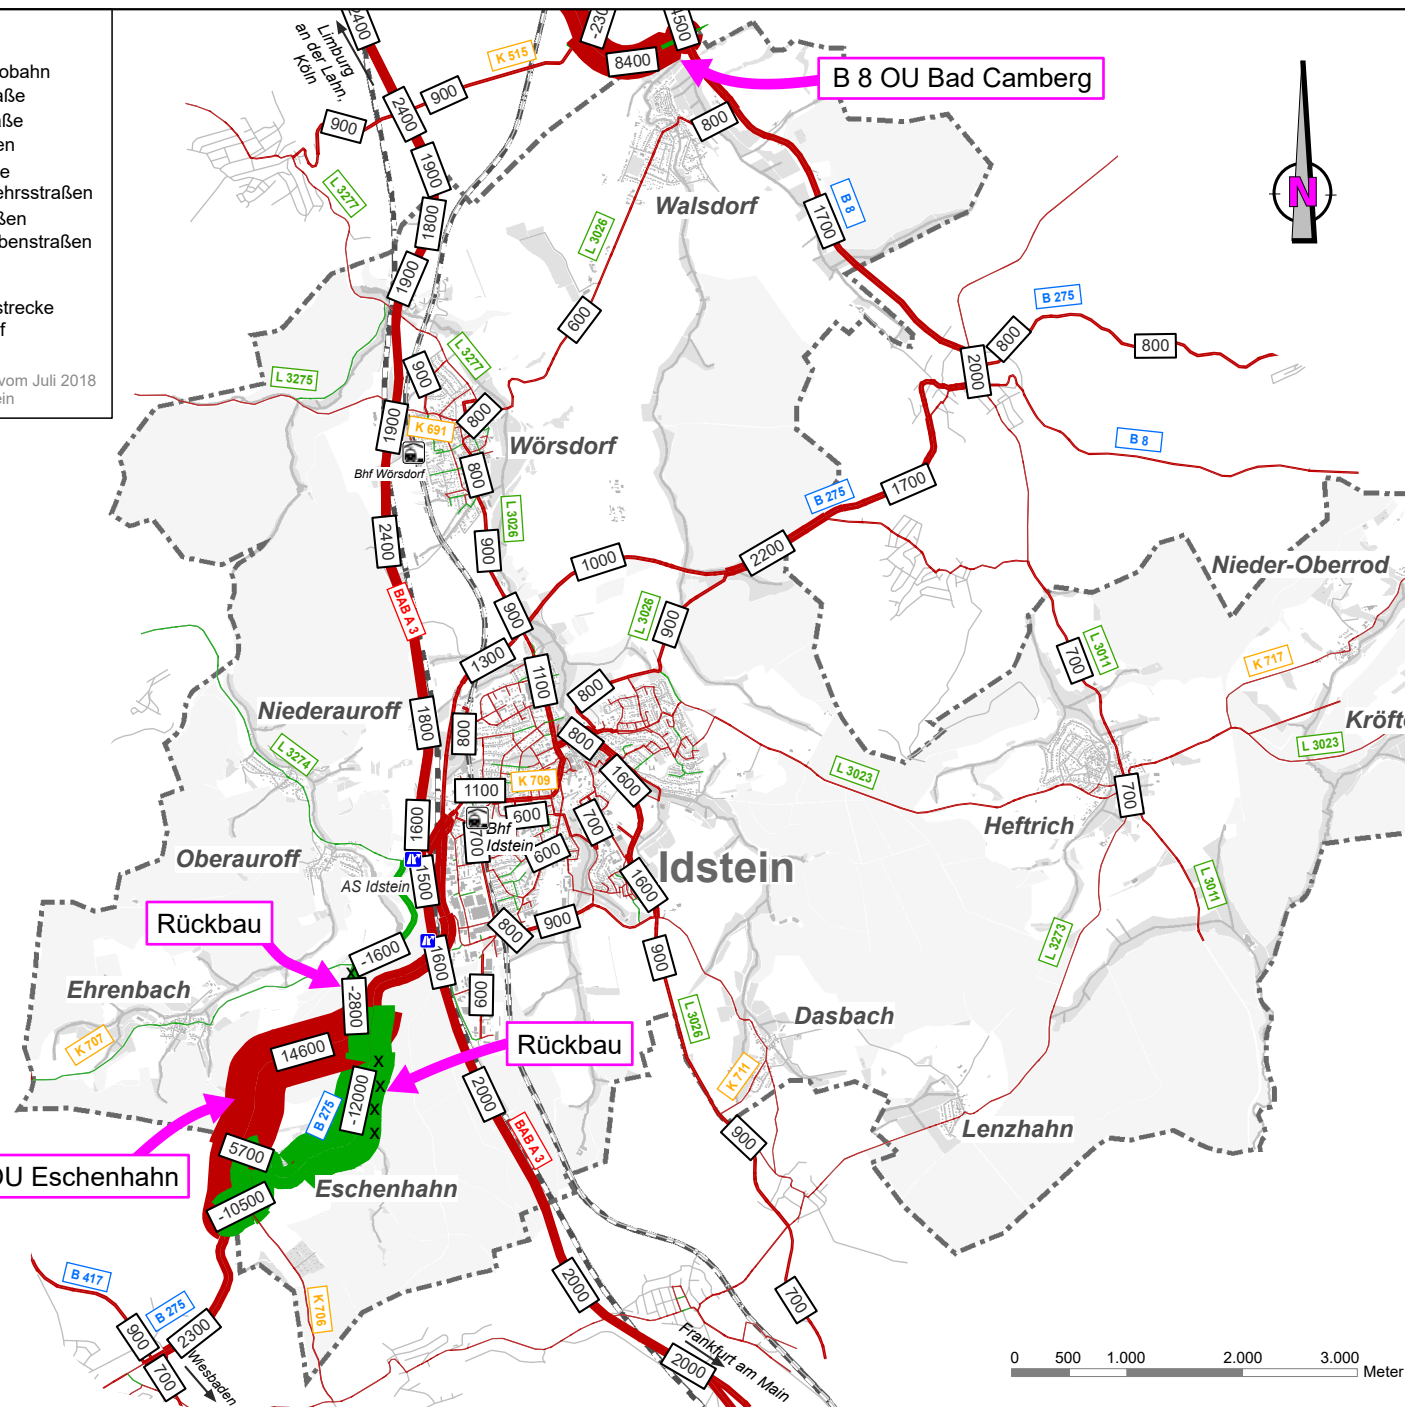 obahn
aße
aße
en
e
ehrsstraßen
ßen
benstraßen
strecke
f
vom Juli 2018
ein
2400
Limburg
an der Lahn,
Köln
K 515
-230
4500
8400
B 8 OU Bad Camberg
900
900
2400
800
1900
L 3277
1800
Walsdorf
B 8
1700
N
L 3026
1900
600
B 275
800
800
2000
L 3277
900
L 3275
800
1900
K 691
Wörsdorf
B 8
Bhf Wörsdorf
800
1700
B 275
L 3026
2400
900
1000
2200
Nieder-Oberrod
BAB A 3
900
L 3026
900
L 3011
700
K 717
1300
1100
800
Niederauroff
1800
800
800
Kröfte
L 3023
L 3274
K 709
1600
L 3023
1100
700
1600
600
700
Bhf
Idstein
700
600
Heftrich
Oberauroff
AS Idstein
1500
Idstein
1600
L 3011
Rückbau
800
900
-1600
1600
900
L 3273
Ehrenbach
-2800
600
L 3026
Dasbach
K 707
14600
Rückbau
K 711
2000
-12000
B 275
900
BAB A 3
Lenzhahn
5700
OU Eschenhahn
Eschenhahn
-10500
B 417
B 275
K 706
2000
700
900
2300
700
Wiesbaden
Frankfurt am Main
2000
0 500 1.000 2.000 3.000
Meter